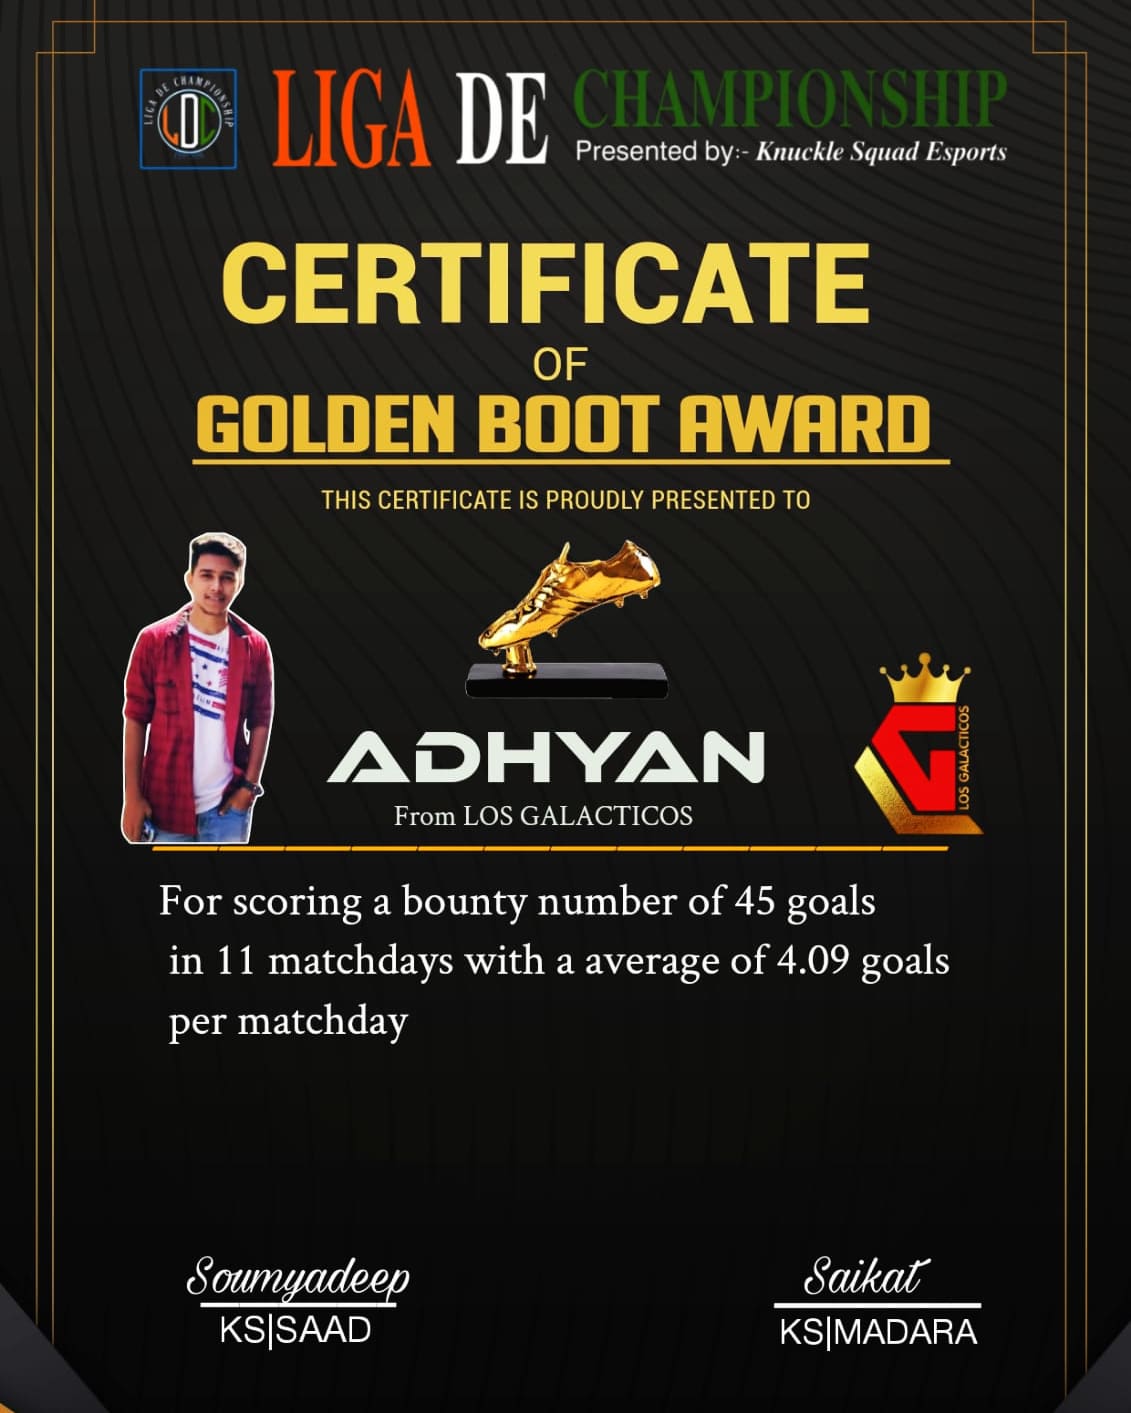 LIGA DE CHAMPIONSHIP
LDC
LIGA DE CHAMPIONSHIP
Presented by:- Knuckle Squad Esports
CERTIFICATE
OF
GOLDEN BOOT AWARD
THIS CERTIFICATE IS PROUDLY PRESENTED TO
ADHYAN
From LOS GALACTICOS
LOS GALACTICOS
For scoring a bounty number of 45 goals
in 11 matchdays with a average of 4.09 goals
per matchday
Soumyadeep
KS|SAAD
Saikat
KS|MADARA